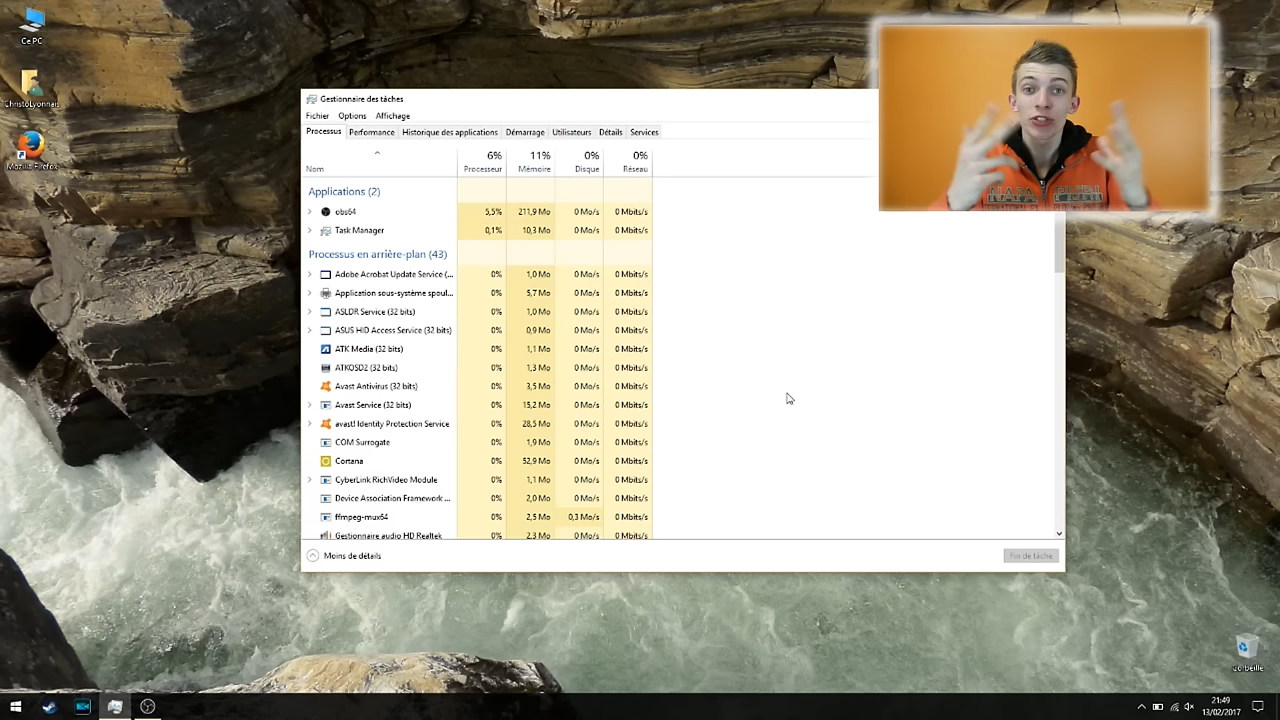 Ce PC
ChristoLyonnais
Mozilla Firefox
Gestionnaire des tâches
Fichier Options Affichage
Processus Performance Historique des applications Démarrage Utilisateurs Détails Services
6% 11% 0% 0%
Nom Processeur Mémoire Disque Réseau
Applications (2)
obs64 5,5% 211,9 Mo 0 Mo/s 0 Mbits/s
Task Manager 0,1% 10,3 Mo 0 Mo/s 0 Mbits/s
Processus en arrière-plan (43)
Adobe Acrobat Update Service (... 0% 1,0 Mo 0 Mo/s 0 Mbits/s
Application sous-système spoul... 0% 5,7 Mo 0 Mo/s 0 Mbits/s
ASLDR Service (32 bits) 0% 1,0 Mo 0 Mo/s 0 Mbits/s
ASUS HID Access Service (32 bits) 0% 0,9 Mo 0 Mo/s 0 Mbits/s
ATK Media (32 bits) 0% 1,1 Mo 0 Mo/s 0 Mbits/s
ATKOSD2 (32 bits) 0% 1,3 Mo 0 Mo/s 0 Mbits/s
Avast Antivirus (32 bits) 0% 3,5 Mo 0 Mo/s 0 Mbits/s
Avast Service (32 bits) 0% 15,2 Mo 0 Mo/s 0 Mbits/s
avast! Identity Protection Service 0% 28,5 Mo 0 Mo/s 0 Mbits/s
COM Surrogate 0% 1,9 Mo 0 Mo/s 0 Mbits/s
Cortana 0% 52,9 Mo 0 Mo/s 0 Mbits/s
CyberLink RichVideo Module 0% 1,1 Mo 0 Mo/s 0 Mbits/s
Device Association Framework ... 0% 2,0 Mo 0 Mo/s 0 Mbits/s
ffmpeg-mux64 0% 2,5 Mo 0,3 Mo/s 0 Mbits/s
Gestionnaire audio HD Realtek 0% 2,3 Mo 0 Mo/s 0 Mbits/s
Moins de détails
Fin de tâche
NAPA
Corbeille
21:49
13/02/2017